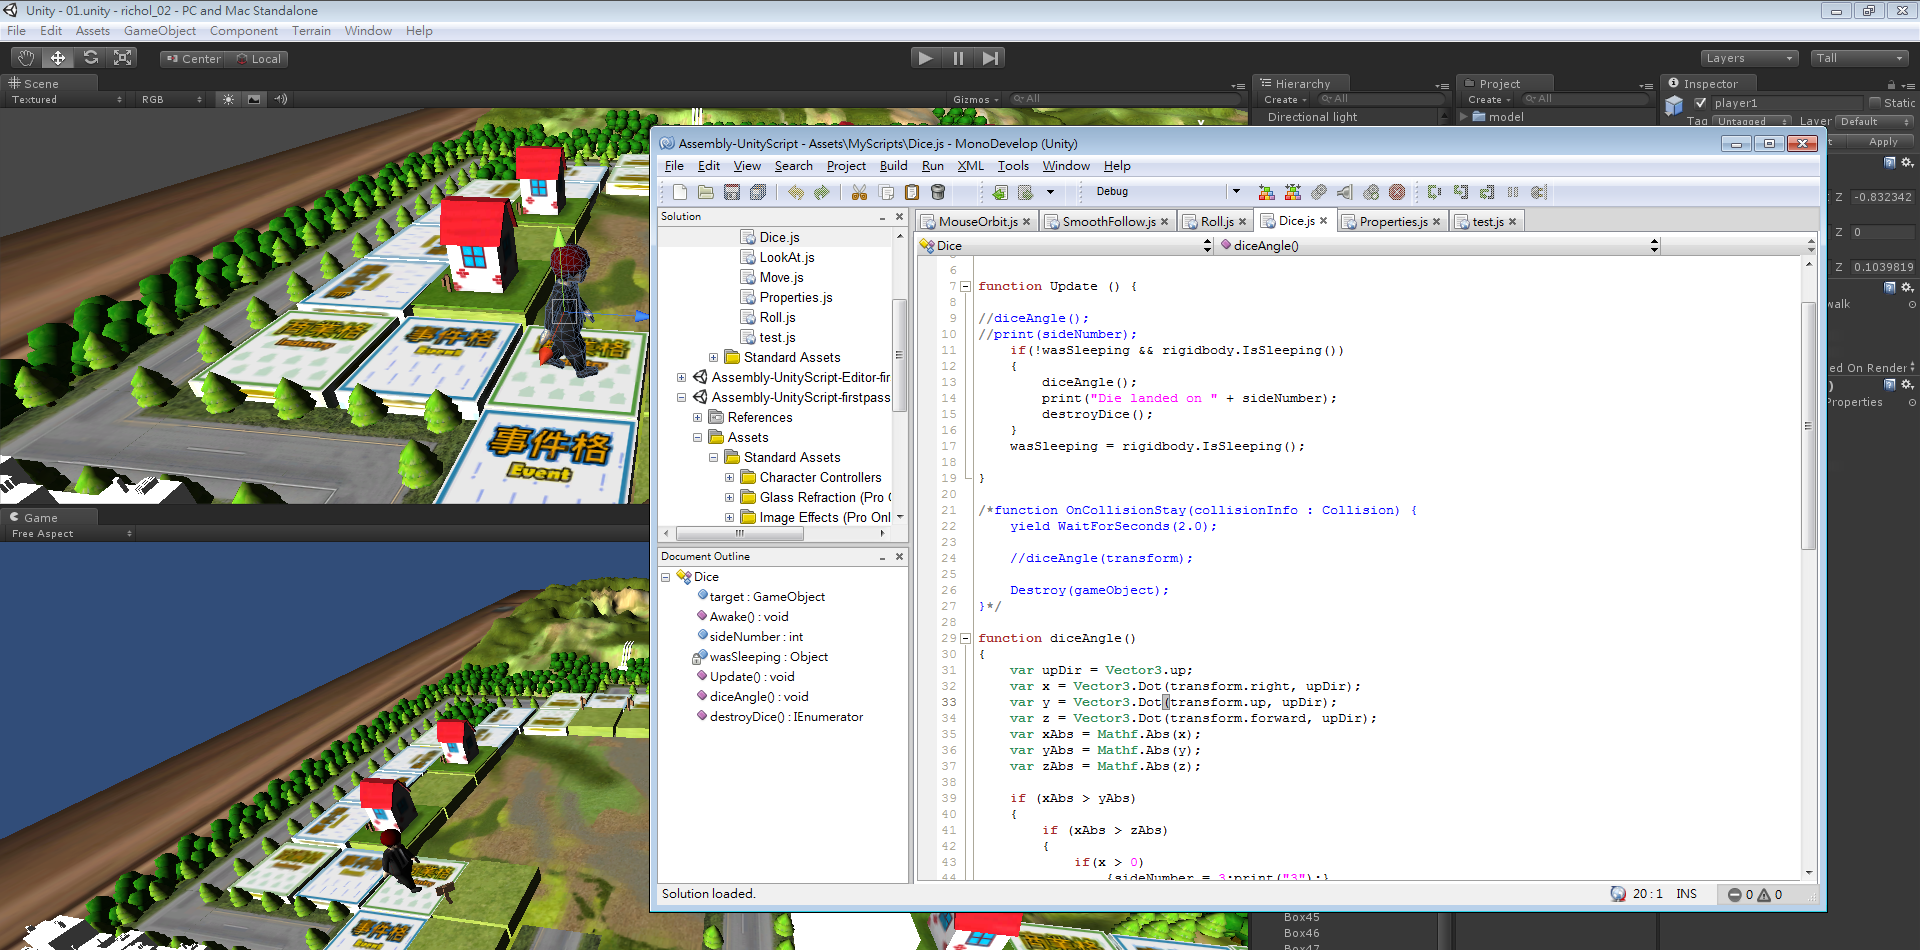 Unity - 01.unity - richol_02 - PC and Mac Standalone
File Edit Assets GameObject Component Terrain Window Help
Center Local
Layers Tall
Scene
Textured RGB Gizmos All
Hierarchy
Create All
Directional light
Project
Create All
model
Inspector
player1 Static
Tag Untagged Layer Default
Apply
Z -0.832342
Z 0
Z 0.1039819
walk
ed On Render
Properties
商業格
Industry
事件格
Event
事件格
Event
Game
Free Aspect
事件格
Assembly-UnityScript - Assets\MyScripts\Dice.js - MonoDevelop (Unity)
File Edit View Search Project Build Run XML Tools Window Help
Debug
Solution
Dice.js
LookAt.js
Move.js
Properties.js
Roll.js
test.js
Standard Assets
Assembly-UnityScript-Editor-fir
Assembly-UnityScript-firstpass
References
Assets
Standard Assets
Character Controllers
Glass Refraction (Pro
Image Effects (Pro Onl
Document Outline
Dice
target : GameObject
Awake() : void
sideNumber : int
wasSleeping : Object
Update() : void
diceAngle() : void
destroyDice() : IEnumerator
MouseOrbit.js SmoothFollow.js Roll.js Dice.js Properties.js test.js
Dice diceAngle()
6
7 function Update () {
8
9 //diceAngle();
10 //print(sideNumber);
11 if(!wasSleeping && rigidbody.IsSleeping())
12 {
13 diceAngle();
14 print("Die landed on " + sideNumber);
15 destroyDice();
16 }
17 wasSleeping = rigidbody.IsSleeping();
18
19 }
20
21 /*function OnCollisionStay(collisionInfo : Collision) {
22 yield WaitForSeconds(2.0);
23
24 //diceAngle(transform);
25
26 Destroy(gameObject);
27 }*/
28
29 function diceAngle()
30 {
31 var upDir = Vector3.up;
32 var x = Vector3.Dot(transform.right, upDir);
33 var y = Vector3.Dot(transform.up, upDir);
34 var z = Vector3.Dot(transform.forward, upDir);
35 var xAbs = Mathf.Abs(x);
36 var yAbs = Mathf.Abs(y);
37 var zAbs = Mathf.Abs(z);
38
39 if (xAbs > yAbs)
40 {
41 if (xAbs > zAbs)
42 {
43 if(x > 0)
44 {sideNumber = 3;print("3");}
Solution loaded.
20 : 1 INS 0 0
Box45
Box46
Box47